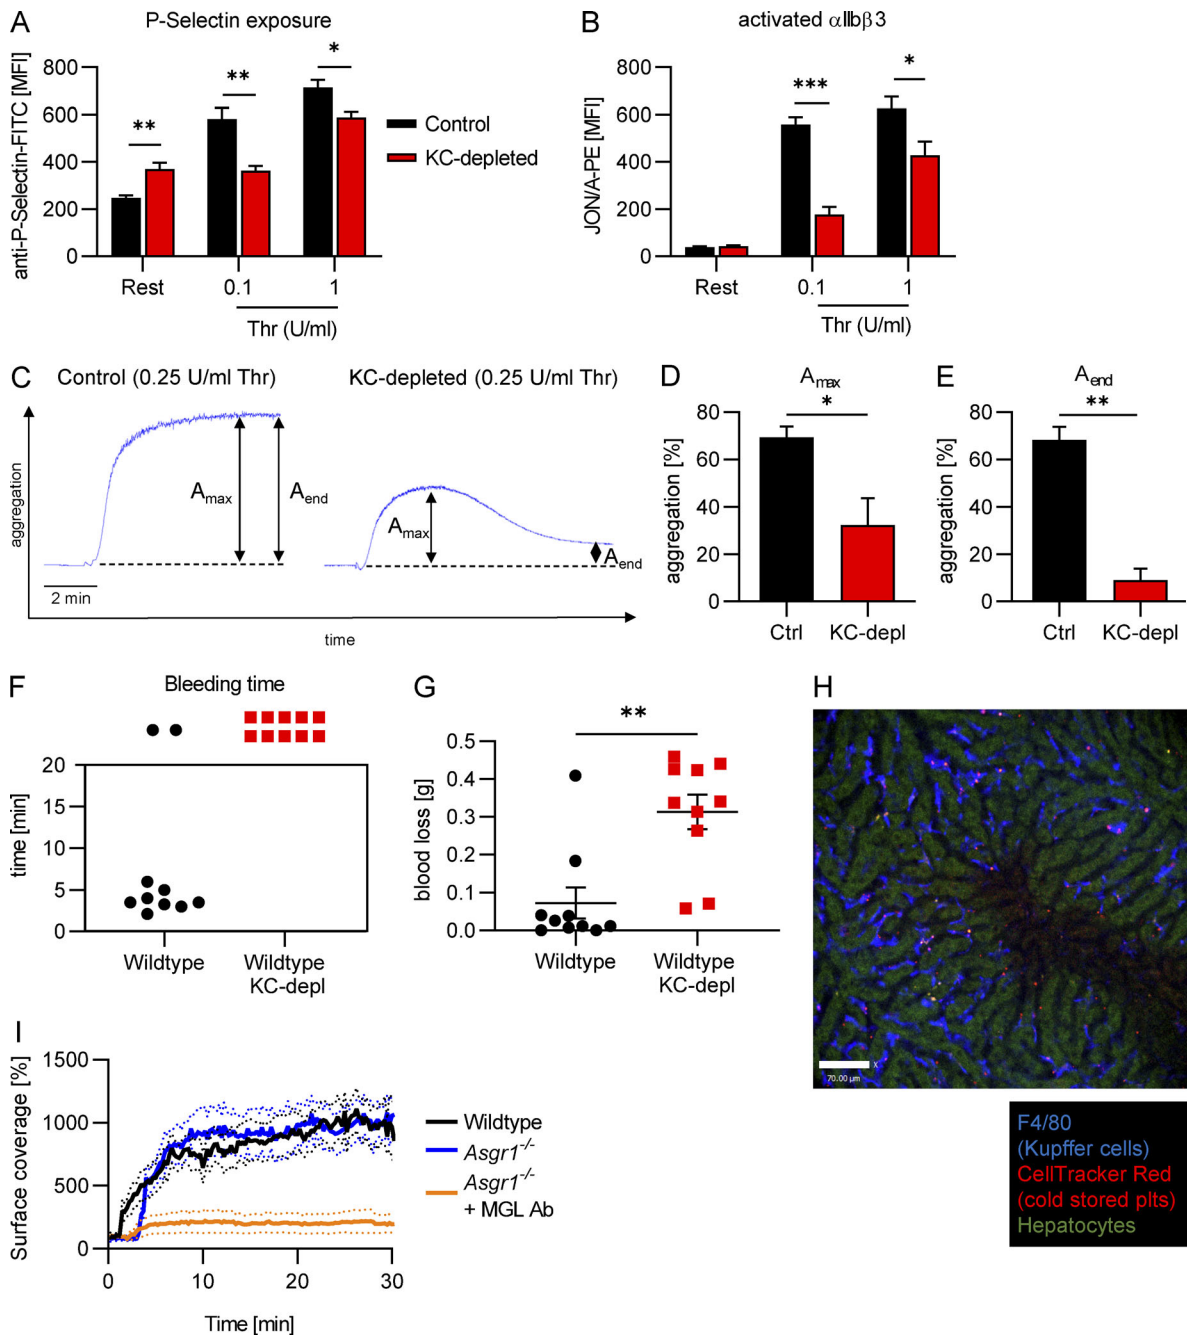 A
P-Selectin exposure
anti-P-Selectin-FITC [MFI]
800
600
400
200
0
**
**
*
Rest
0.1
1
Thr (U/ml)
Control
KC-depleted
B
activated αIIbβ3
JON/A-PE [MFI]
800
600
400
200
0
***
*
Rest
0.1
1
Thr (U/ml)
C
Control (0.25 U/ml Thr)
KC-depleted (0.25 U/ml Thr)
aggregation
Amax
Aend
Amax
Aend
2 min
time
D
Amax
*
aggregation [%]
80
60
40
20
0
Ctrl
KC-depl
E
Aend
**
aggregation [%]
80
60
40
20
0
Ctrl
KC-depl
F
Bleeding time
time [min]
20
15
10
5
0
Wildtype
Wildtype
KC-depl
G
**
blood loss [g]
0.5
0.4
0.3
0.2
0.1
0.0
Wildtype
Wildtype
KC-depl
H
x
70.00 µm
F4/80
(Kupffer cells)
CellTracker Red
(cold stored plts)
Hepatocytes
I
Surface coverage [%]
1500
1000
500
0
0
10
20
30
Time [min]
Wildtype
Asgr1-/-
Asgr1-/-
+ MGL Ab